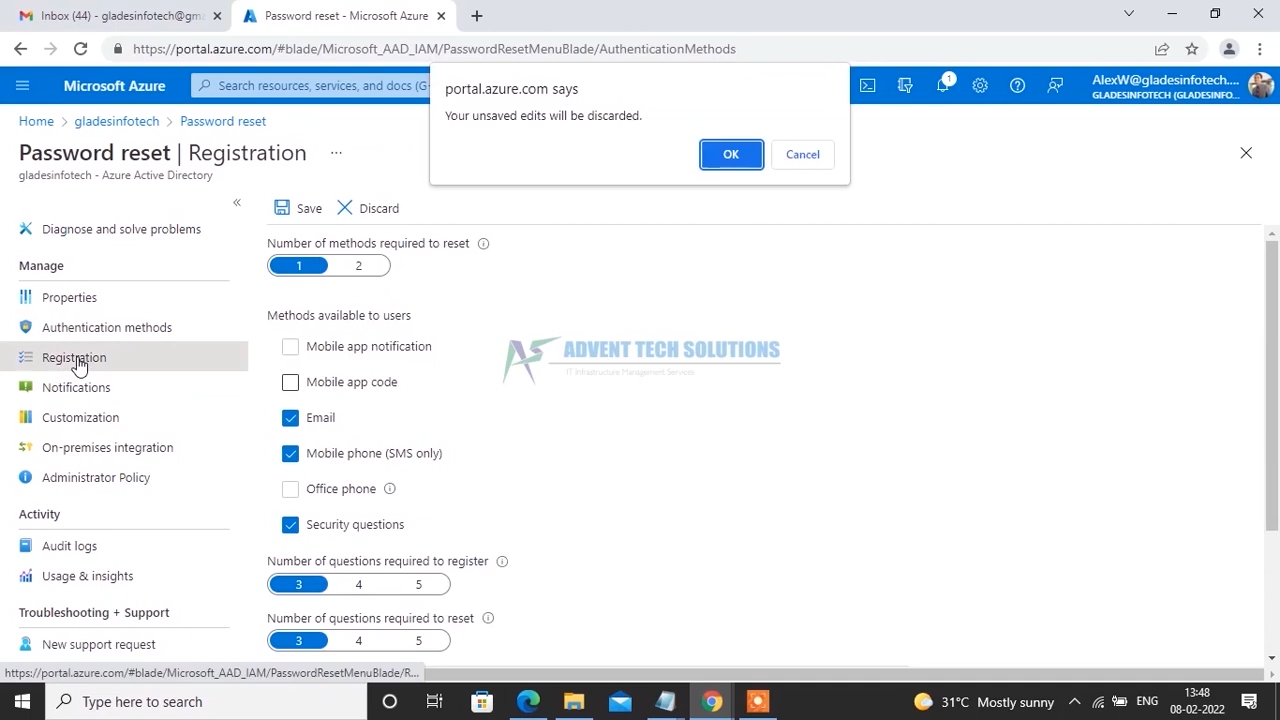 Inbox (44) - gladesinfotech@gma
Password reset - Microsoft Azure
https://portal.azure.com/#blade/Microsoft_AAD_IAM/PasswordResetMenuBlade/AuthenticationMethods
Microsoft Azure
Search resources, services, and docs (G
1
AlexW@gladesinfotech....
GLADESINFOTECH (GLADESINFO...
portal.azure.com says
Your unsaved edits will be discarded.
OK
Cancel
Home > gladesinfotech > Password reset
Password reset | Registration ...
gladesinfotech - Azure Active Directory
Diagnose and solve problems
Manage
Properties
Authentication methods
Registration
Notifications
Customization
On-premises integration
Administrator Policy
Activity
Audit logs
Usage & insights
Troubleshooting + Support
New support request
Save
Discard
Number of methods required to reset
1 2
Methods available to users
Mobile app notification
Mobile app code
Email
Mobile phone (SMS only)
Office phone
Security questions
Number of questions required to register
3 4 5
Number of questions required to reset
3 4 5
ADVENT TECH SOLUTIONS
IT Infrastructure Management Services
https://portal.azure.com/#blade/Microsoft_AAD_IAM/PasswordResetMenuBlade/R...
Type here to search
31°C Mostly sunny
ENG
13:48
08-02-2022